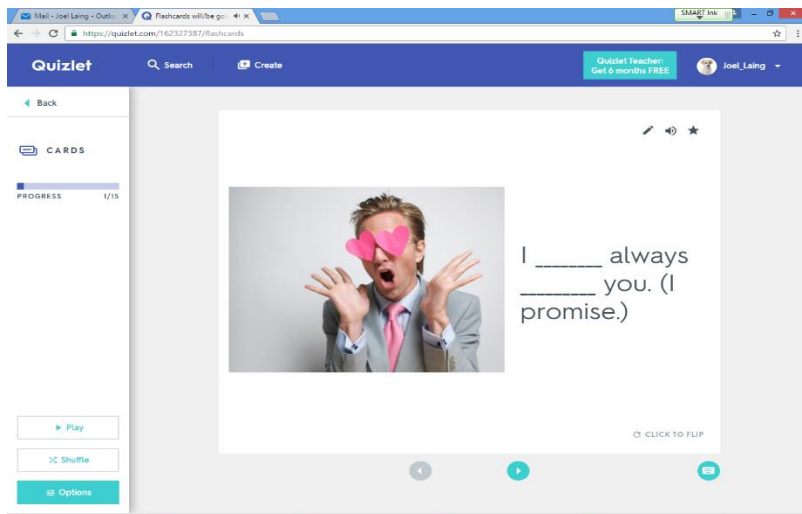 Mail - Joel Laing - Outlo
Flashcards will/be go
SMART Ink
https://quizlet.com/162327387/flashcards
Quizlet
Search
Create
Quizlet Teacher:
Get 6 months FREE
Joel_Laing
Back
CARDS
PROGRESS 1/15
I _______ always
________ you. (I
promise.)
CLICK TO FLIP
Play
Shuffle
Options